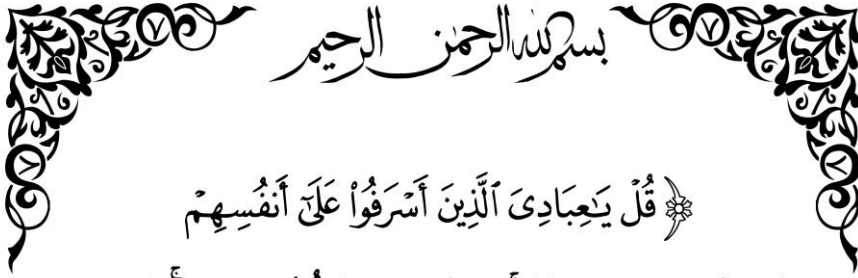 بسم الله الرحمن الرحيم
﴿ قُلْ يَـٰعِبَادِىَ ٱلَّذِينَ أَسْرَفُوا۟ عَلَىٰٓ أَنفُسِهِمْ